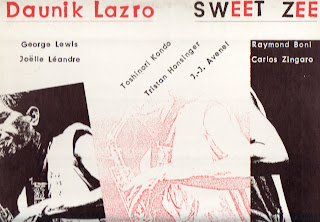 Daunik Lazro SWEET ZEE
George Lewis
Joëlle Léandre
Toshinori Kondo
Tristan Honsinger
J.-J. Avenel
Raymond Boni
Carlos Zingaro